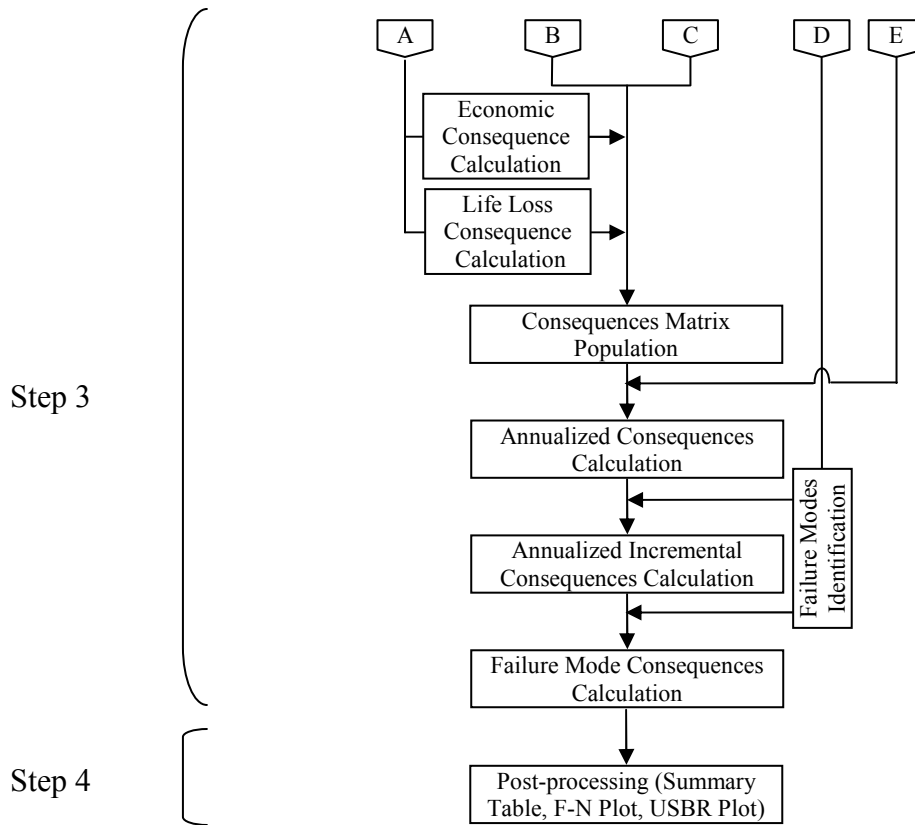 A
B
C
D
E
Economic
Consequence
Calculation
Life Loss
Consequence
Calculation
Consequences Matrix
Population
Step 3
Annualized Consequences
Calculation
Failure Modes
Identification
Annualized Incremental
Consequences Calculation
Failure Mode Consequences
Calculation
Step 4
Post-processing (Summary
Table, F-N Plot, USBR Plot)